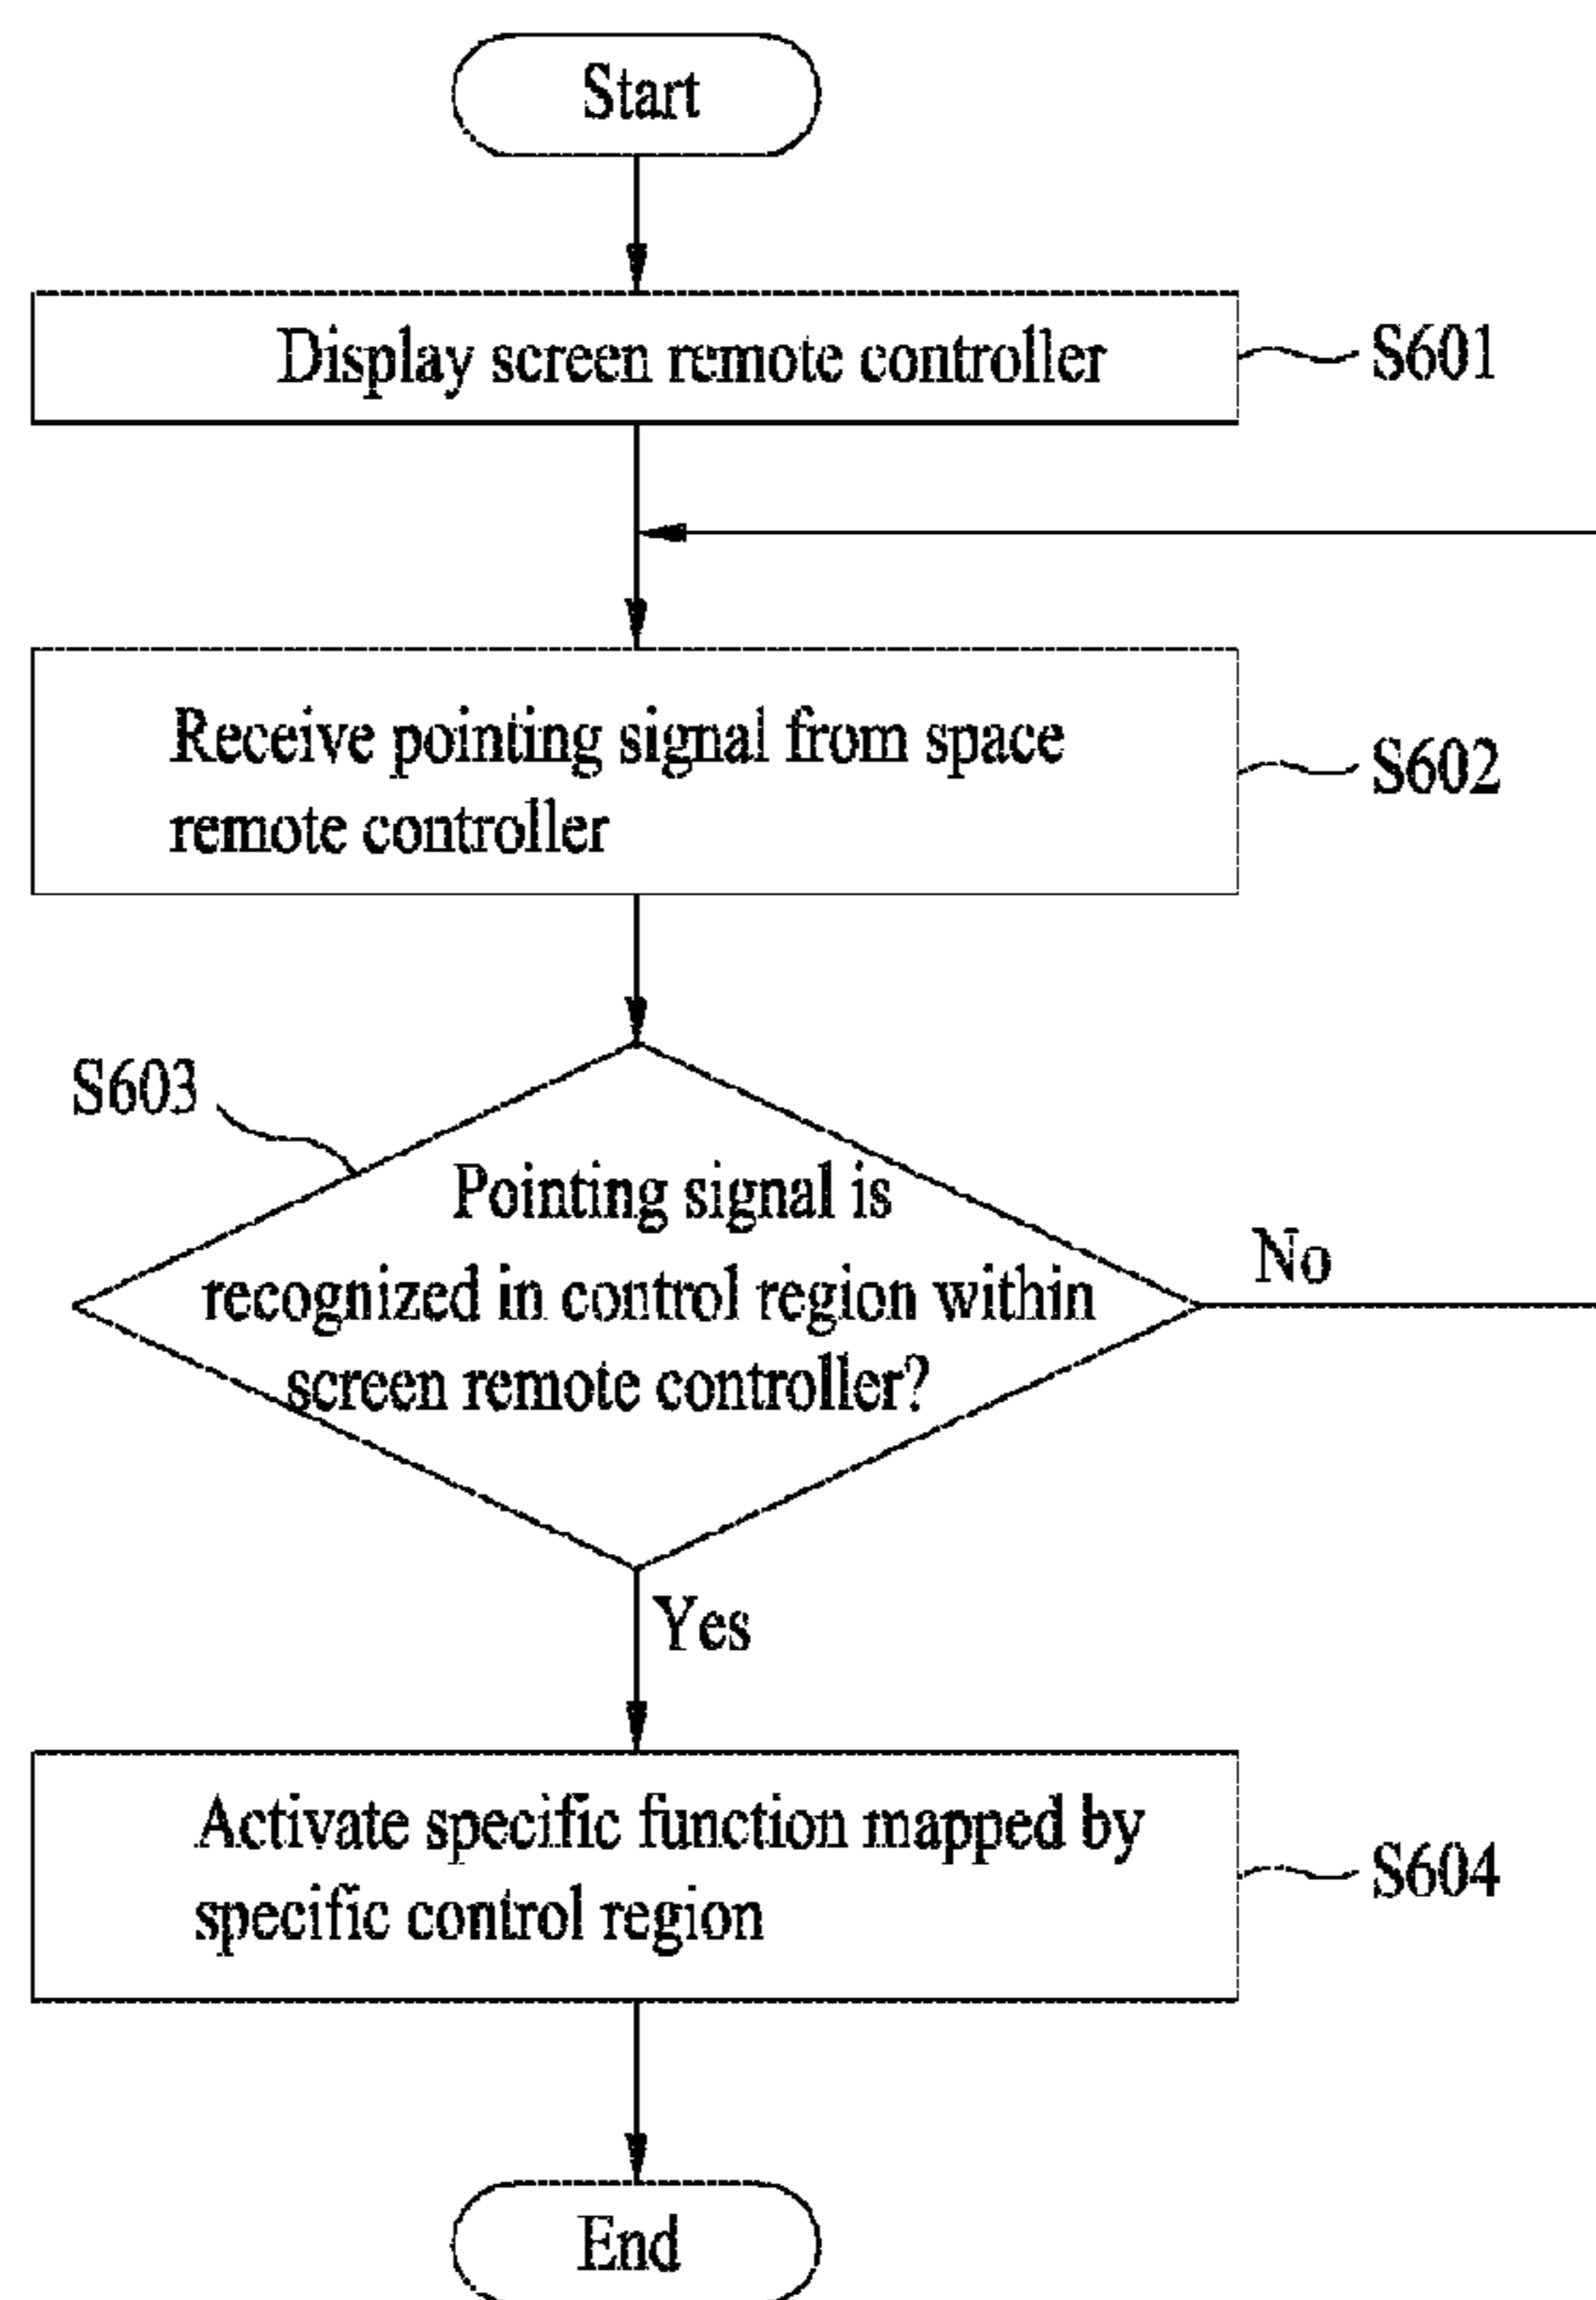 Start
Display screen remote controller
S601
Receive pointing signal from space
remote controller
S602
S603
Pointing signal is
recognized in control region within
screen remote controller?
No
Yes
Activate specific function mapped by
specific control region
S604
End